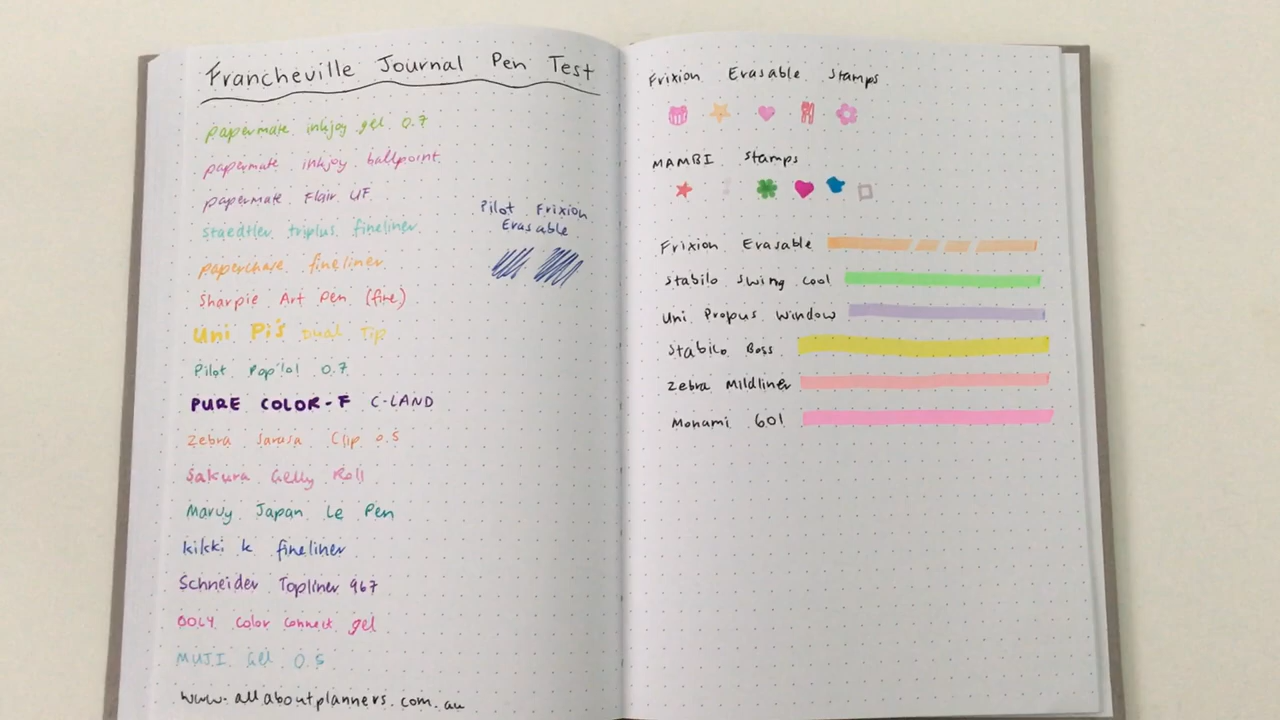 Francheville Journal Pen Test
papermate inkjoy gel 0.7
papermate inkjoy ballpoint
papermate Flair UF
staedtler triplus fineliner
paperchase fineliner
Sharpie Art Pen (fine)
Uni Pi's Dual Tip
Pilot Pop'lol 0.7
PURE COLOR-F C-LAND
Zebra Sarasa Clip 0.5
Sakura Gelly Roll
Marvy Japan Le Pen
kikki k fineliner
Schneider Topliner 967
OOLY Color Connect gel
MUJI Gel 0.5
www.allaboutplanners.com.au
Pilot Frixion
Erasable
Frixion Erasable Stamps
MAMBI Stamps
Frixion Erasable
Stabilo Swing Cool
Uni Propus Window
Stabilo Boss
Zebra Mildliner
Monami 601